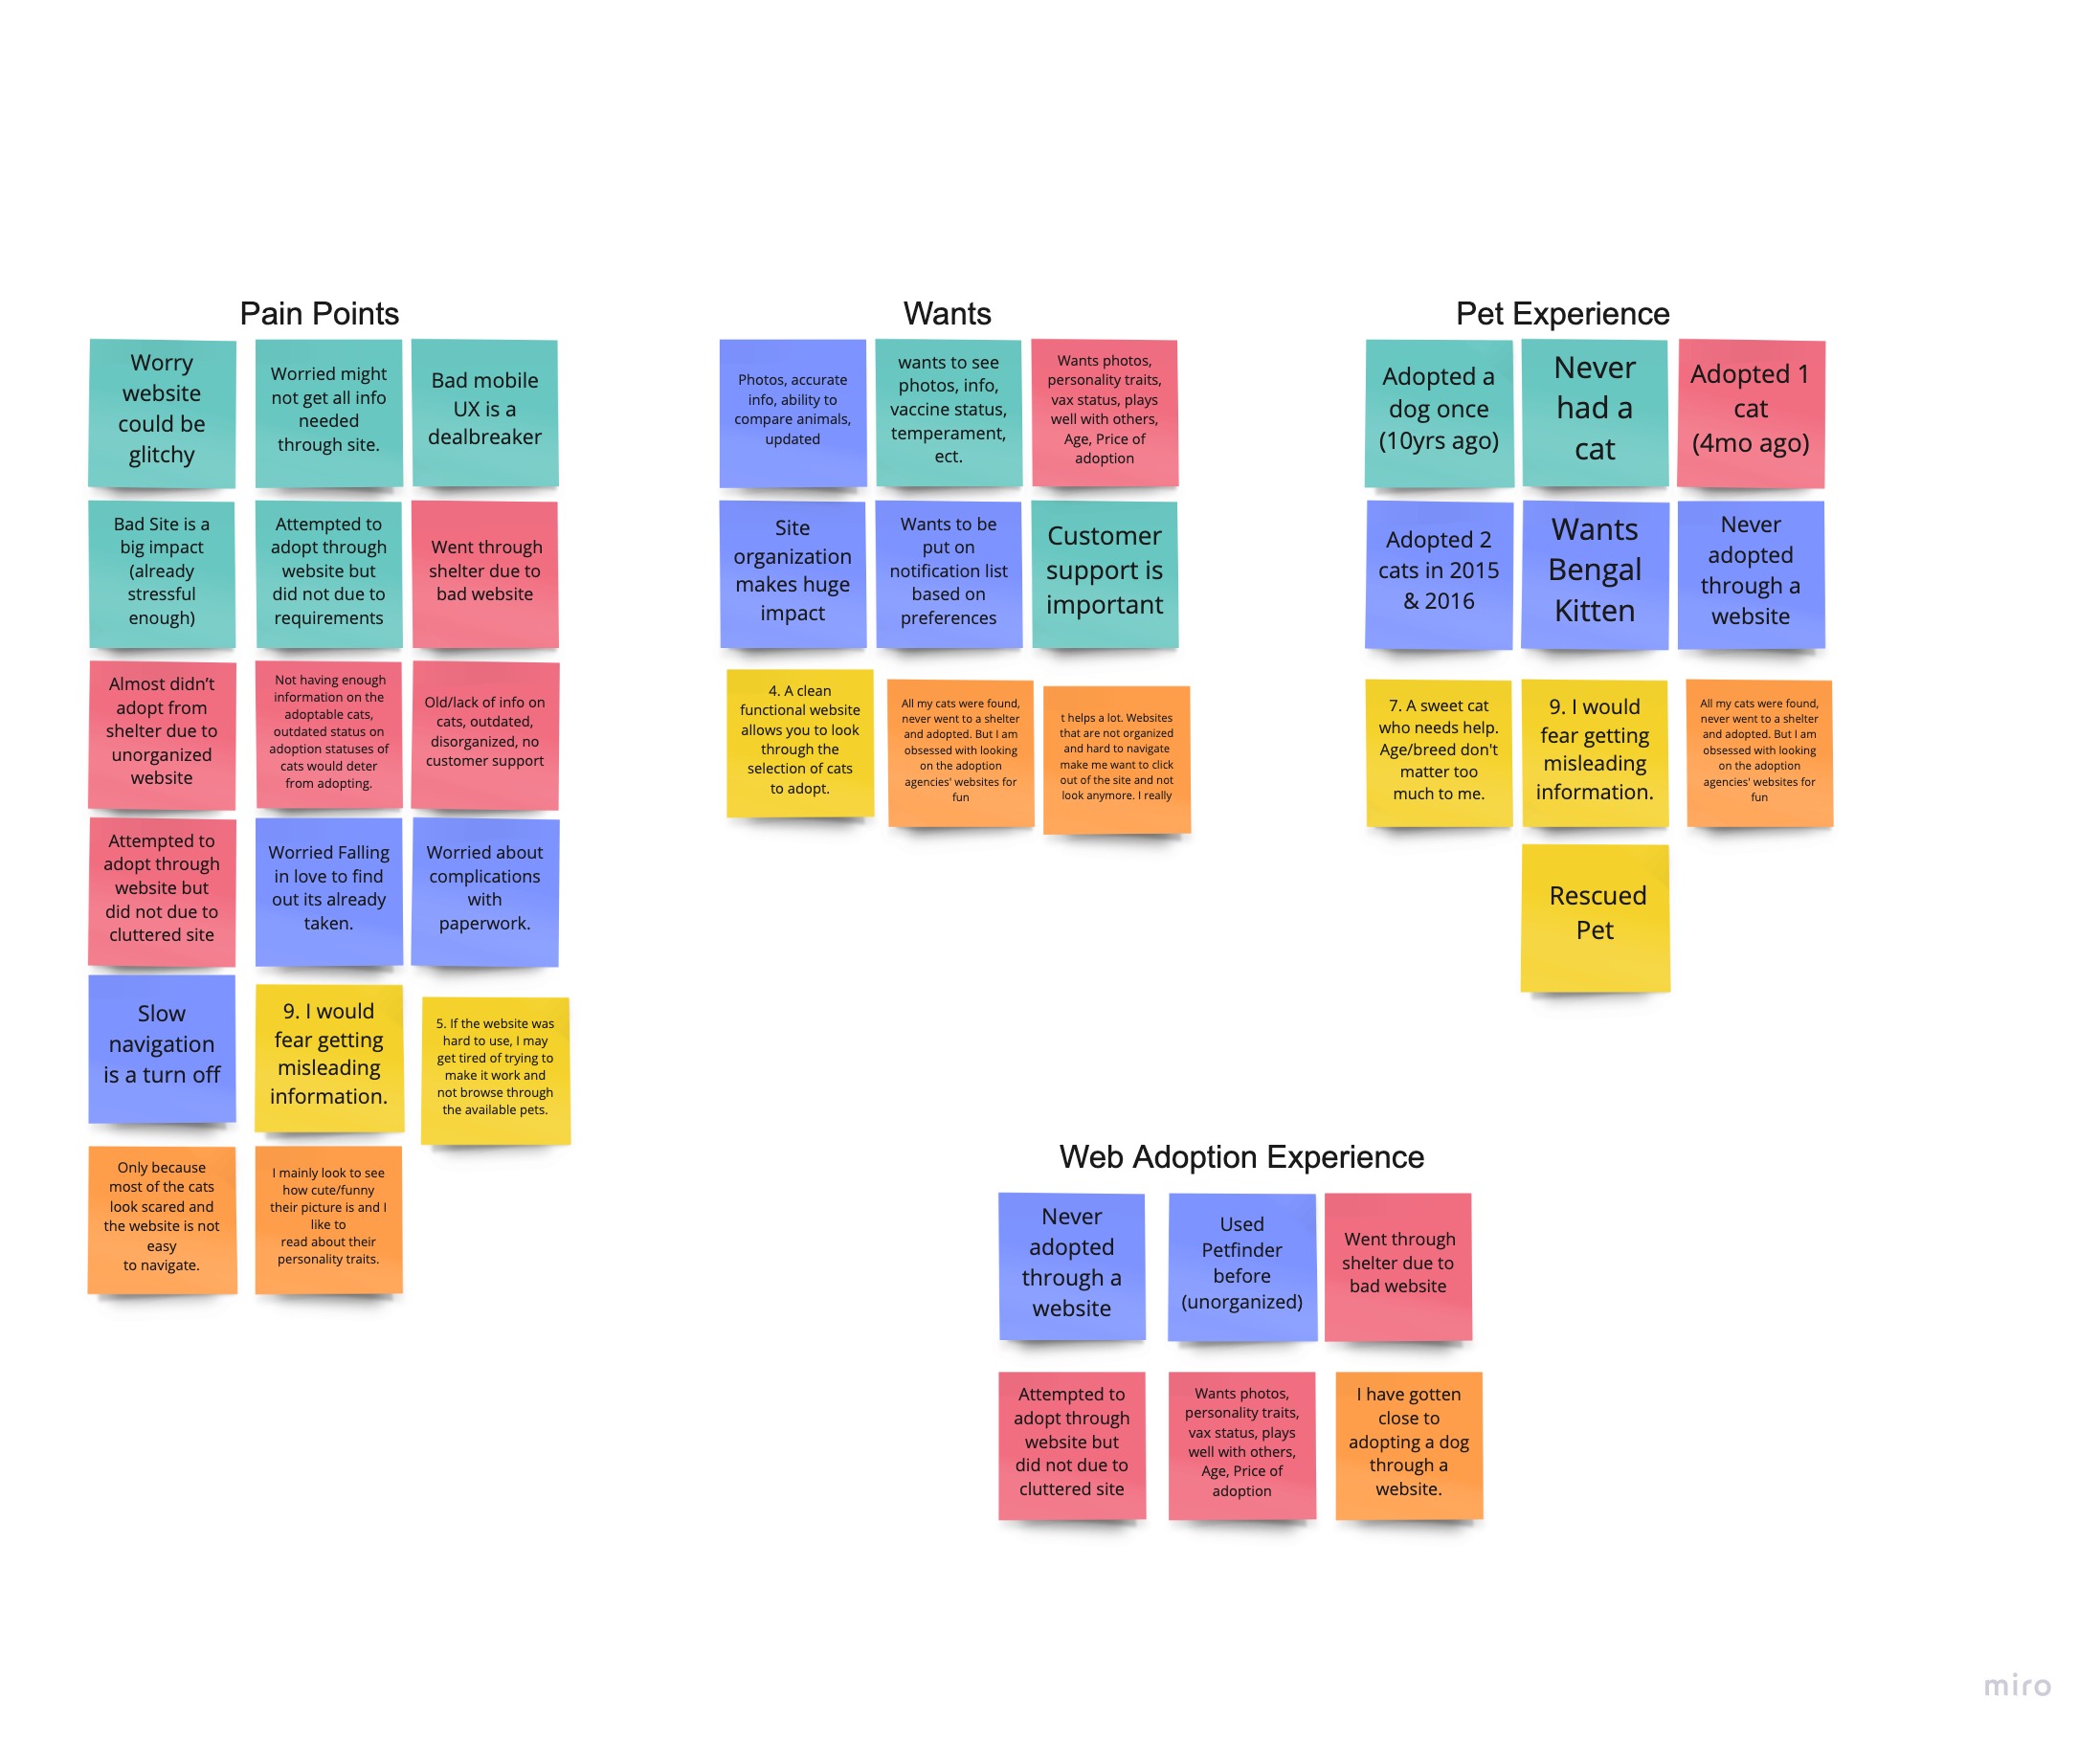 Pain Points
Worry
website
could be
glitchy
Worried might
not get all info
needed
through site.
Bad mobile
UX is a
dealbreaker
Bad Site is a
big impact
(already
stressful
enough)
Attempted to
adopt through
website but
did not due to
requirements
Went through
shelter due to
bad website
Almost didn't
adopt from
shelter due to
unorganized
website
Not having enough
information on the
adoptable cats,
outdated status on
adoption statuses of
cats would deter
from adopting.
Old/lack of info on
cats, outdated,
disorganized, no
customer support
Attempted to
adopt through
website but
did not due to
cluttered site
Worried Falling
in love to find
out its already
taken.
Worried about
complications
with
paperwork.
Slow
navigation
is a turn off
9. I would
fear getting
misleading
information.
5. If the website was
hard to use, I may
get tired of trying to
make it work and
not browse through
the available pets.
Only because
most of the cats
look scared and
the website is not
easy
to navigate.
I mainly look to see
how cute/funny
their picture is and I
like to
read about their
personality traits.
Wants
Photos, accurate
info, ability to
compare animals,
updated
wants to see
photos, info,
vaccine status,
temperament,
ect.
Wants photos,
personality traits,
vax status, plays
well with others,
Age, Price of
adoption
Site
organization
makes huge
impact
Wants to be
put on
notification list
based on
preferences
Customer
support is
important
4. A clean
functional website
allows you to look
through the
selection of cats
to adopt.
All my cats were found,
never went to a shelter
and adopted. But I am
obsessed with looking
on the adoption
agencies' websites for
fun
t helps a lot. Websites
that are not organized
and hard to navigate
make me want to click
out of the site and not
look anymore. I really
Pet Experience
Adopted a
dog once
(10yrs ago)
Never
had a
cat
Adopted 1
cat
(4mo ago)
Adopted 2
cats in 2015
& 2016
Wants
Bengal
Kitten
Never
adopted
through a
website
7. A sweet cat
who needs help.
Age/breed don't
matter too
much to me.
9. I would
fear getting
misleading
information.
All my cats were found,
never went to a shelter
and adopted. But I am
obsessed with looking
on the adoption
agencies' websites for
fun
Rescued
Pet
Web Adoption Experience
Never
adopted
through a
website
Used
Petfinder
before
(unorganized)
Went through
shelter due to
bad website
Attempted to
adopt through
website but
did not due to
cluttered site
Wants photos,
personality traits,
vax status, plays
well with others,
Age, Price of
adoption
I have gotten
close to
adopting a dog
through a
website.
miro